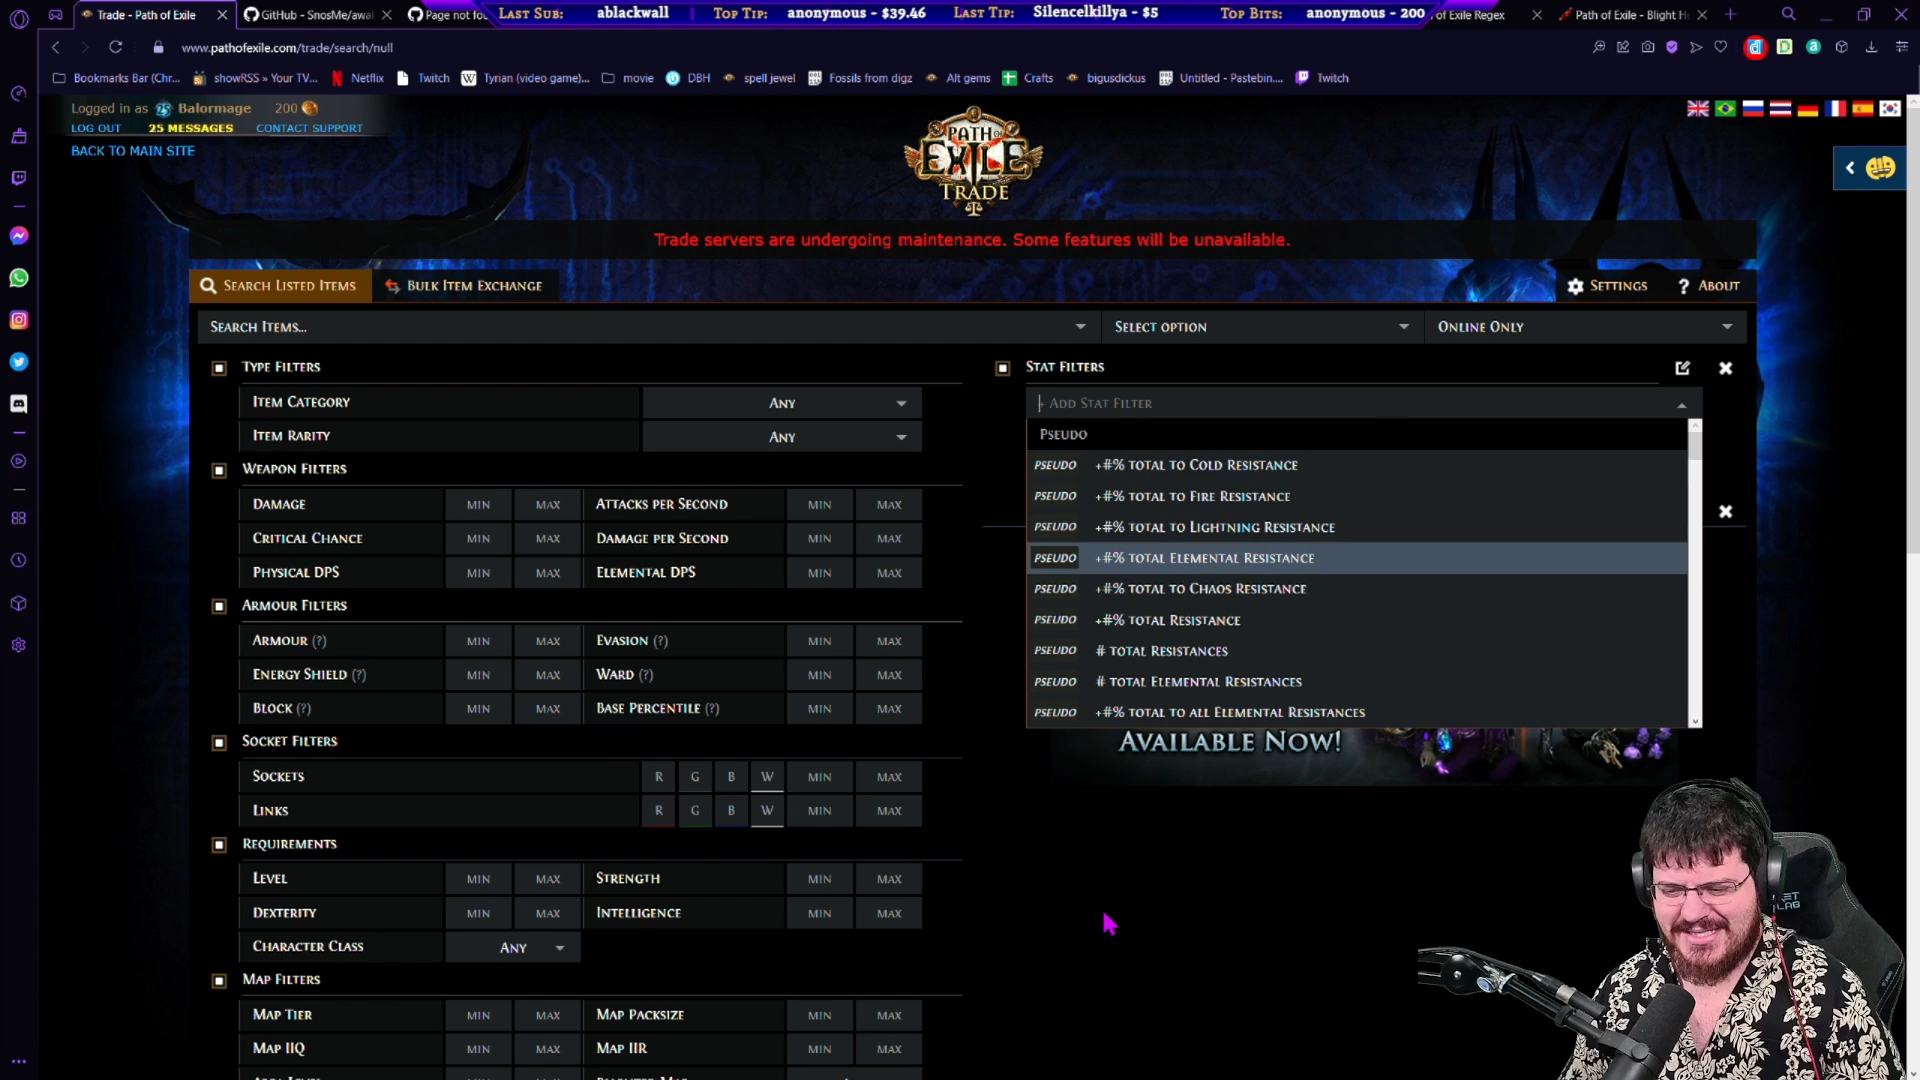 Trade - Path of Exile
GitHub - SnosMe/awa
Page not fou
LAST SUB: ablackwall
TOP TIP: anonymous - $39.46
LAST TIP: Silencelkillya - $5
TOP BITS: anonymous - 200
of Exile Regex
Path of Exile - Blight He
www.pathofexile.com/trade/search/null
Bookmarks Bar (Chr...
showRSS » Your TV...
Netflix
Twitch
Tyrian (video game)...
movie
DBH
spell jewel
Fossils from digz
Alt gems
Crafts
bigusdickus
Untitled - Pastebin....
Twitch
Logged in as 25 Balormage 200
LOG OUT 25 MESSAGES CONTACT SUPPORT
BACK TO MAIN SITE
PATH OF EXILE TRADE
Trade servers are undergoing maintenance. Some features will be unavailable.
SEARCH LISTED ITEMS
BULK ITEM EXCHANGE
SETTINGS
? ABOUT
SEARCH ITEMS...
SELECT OPTION
ONLINE ONLY
TYPE FILTERS
ITEM CATEGORY ANY
ITEM RARITY ANY
WEAPON FILTERS
DAMAGE MIN MAX ATTACKS PER SECOND MIN MAX
CRITICAL CHANCE MIN MAX DAMAGE PER SECOND MIN MAX
PHYSICAL DPS MIN MAX ELEMENTAL DPS MIN MAX
ARMOUR FILTERS
ARMOUR (?) MIN MAX EVASION (?) MIN MAX
ENERGY SHIELD (?) MIN MAX WARD (?) MIN MAX
BLOCK (?) MIN MAX BASE PERCENTILE (?) MIN MAX
SOCKET FILTERS
SOCKETS R G B W MIN MAX
LINKS R G B W MIN MAX
REQUIREMENTS
LEVEL MIN MAX STRENGTH MIN MAX
DEXTERITY MIN MAX INTELLIGENCE MIN MAX
CHARACTER CLASS ANY
MAP FILTERS
MAP TIER MIN MAX MAP PACKSIZE MIN MAX
MAP IIQ MIN MAX MAP IIR MIN MAX
STAT FILTERS
+ ADD STAT FILTER
PSEUDO
PSEUDO +#% TOTAL TO COLD RESISTANCE
PSEUDO +#% TOTAL TO FIRE RESISTANCE
PSEUDO +#% TOTAL TO LIGHTNING RESISTANCE
PSEUDO +#% TOTAL ELEMENTAL RESISTANCE
PSEUDO +#% TOTAL TO CHAOS RESISTANCE
PSEUDO +#% TOTAL RESISTANCE
PSEUDO # TOTAL RESISTANCES
PSEUDO # TOTAL ELEMENTAL RESISTANCES
PSEUDO +#% TOTAL TO ALL ELEMENTAL RESISTANCES
AVAILABLE NOW!